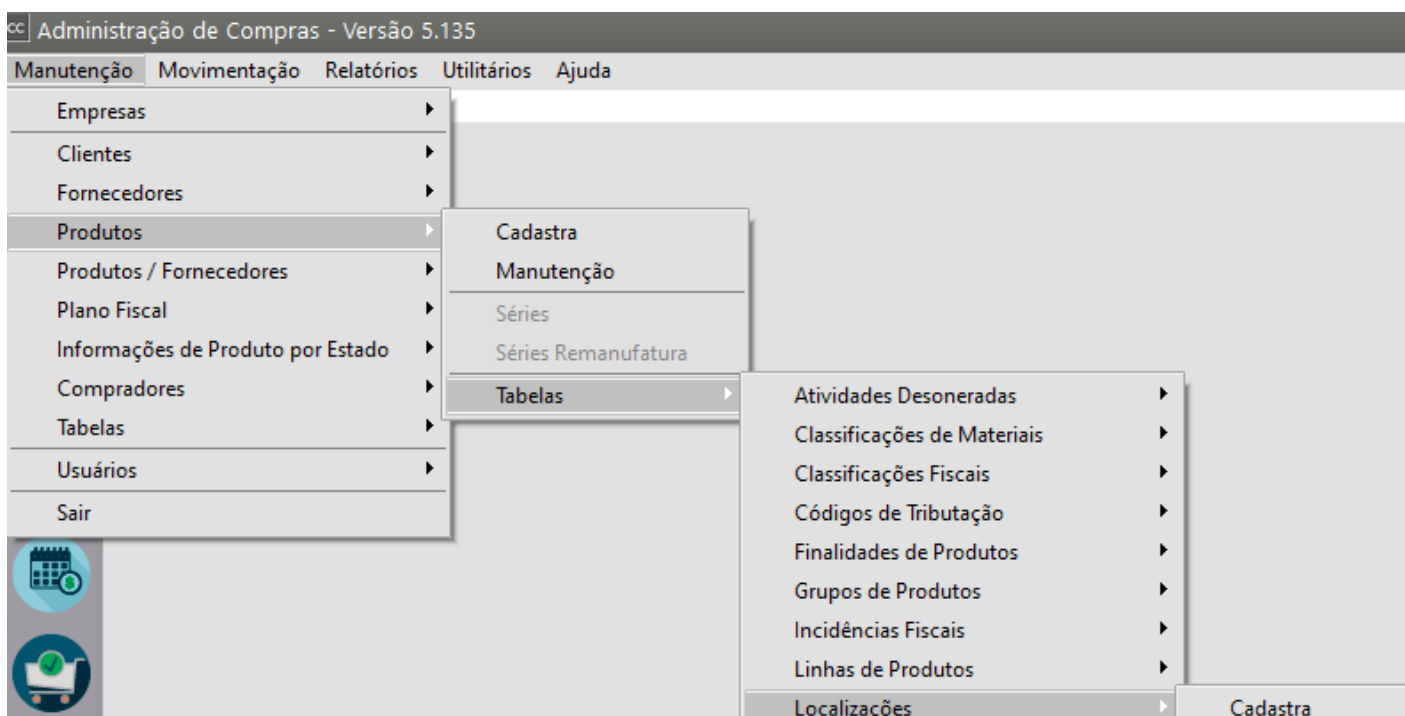 cc Administração de Compras - Versão 5.135
Manutenção Movimentação Relatórios Utilitários Ajuda
Empresas
Clientes
Fornecedores
Produtos
Produtos / Fornecedores
Plano Fiscal
Informações de Produto por Estado
Compradores
Tabelas
Usuários
Sair
Cadastra
Manutenção
Séries
Séries Remanufatura
Tabelas
Atividades Desoneradas
Classificações de Materiais
Classificações Fiscais
Códigos de Tributação
Finalidades de Produtos
Grupos de Produtos
Incidências Fiscais
Linhas de Produtos
Localizações
Cadastra